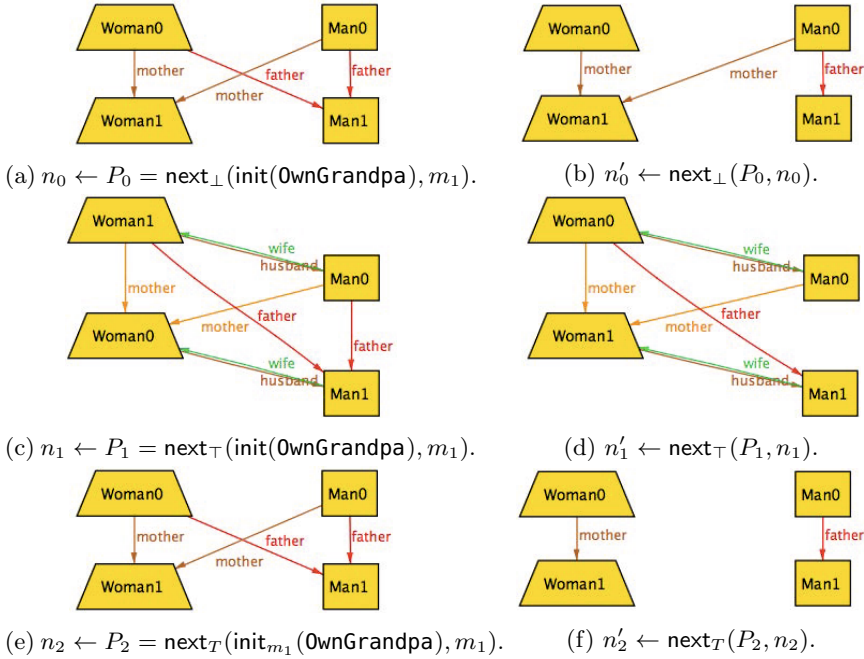 Woman0 Man0 Woman0 Man0
mother father father mother father
mother
Woman1 Man1 Woman1 Man1
(a) n₀ ← P₀ = next⊥(init(OwnGrandpa), m₁). (b) n′₀ ← next⊥(P₀, n₀).
Woman1 Woman0
wife wife
husband Man0 husband Man0
mother mother
mother father mother father
Woman0 father Woman1
wife wife
husband Man1 husband Man1
(c) n₁ ← P₁ = next⊤(init(OwnGrandpa), m₁). (d) n′₁ ← next⊤(P₁, n₁).
Woman0 Man0 Woman0 Man0
mother father father mother father
mother
Woman1 Man1 Woman1 Man1
(e) n₂ ← P₂ = next_T(init_m₁(OwnGrandpa), m₁). (f) n′₂ ← next_T(P₂, n₂).